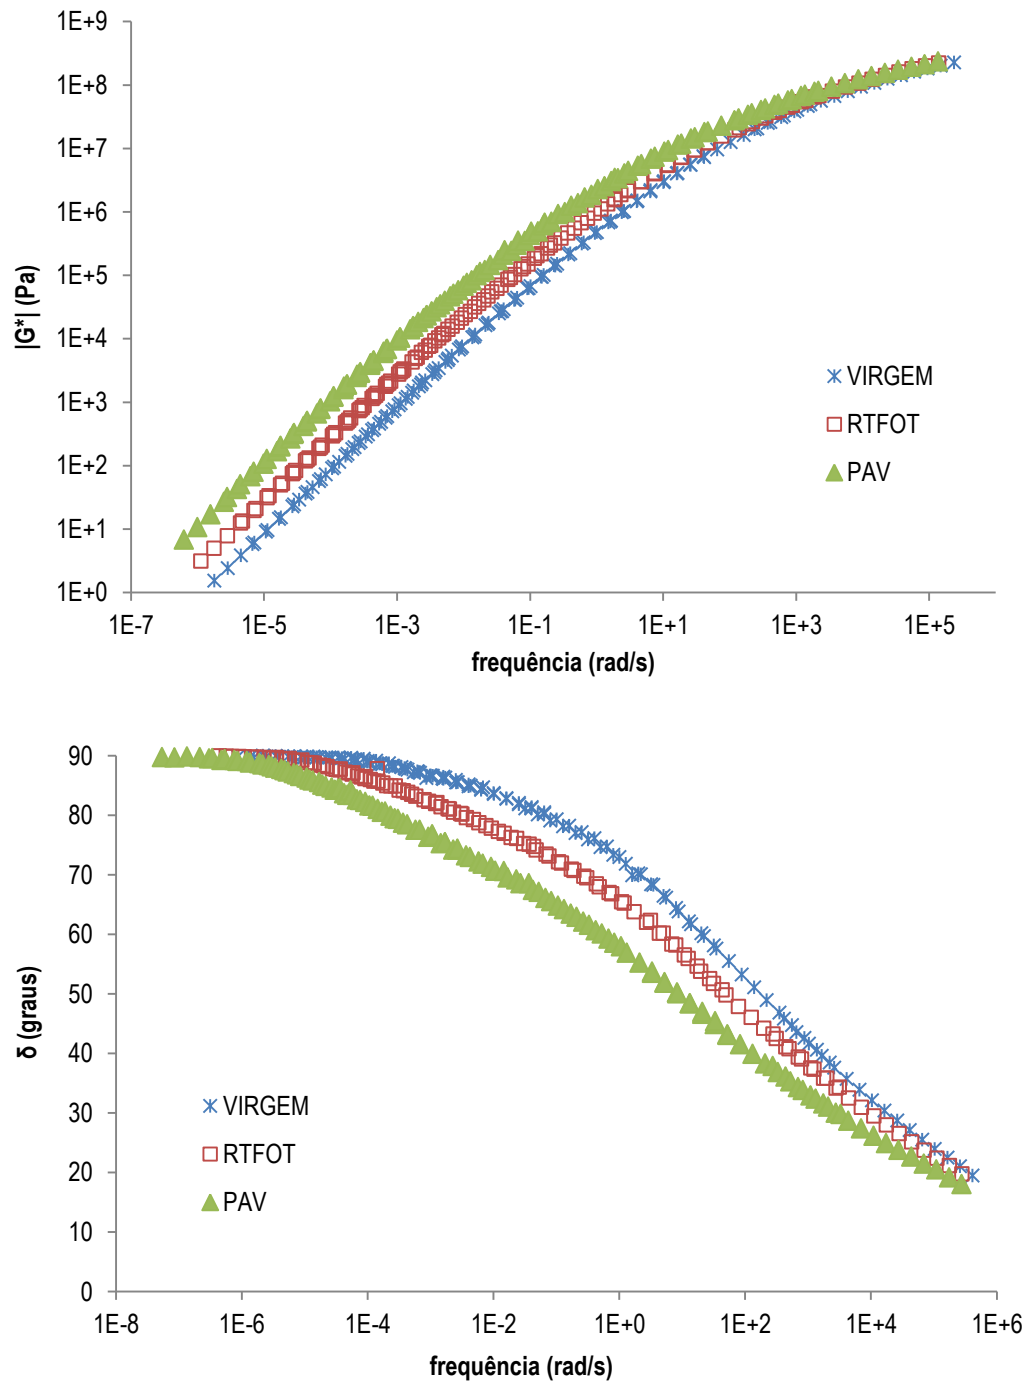 1E+9
1E+8
1E+7
1E+6
1E+5
1E+4
1E+3
1E+2
1E+1
1E+0
|G*| (Pa)
VIRGEM
RTFOT
PAV
1E-7 1E-5 1E-3 1E-1 1E+1 1E+3 1E+5
frequência (rad/s)
90
80
70
60
50
40
30
20
10
0
δ (graus)
VIRGEM
RTFOT
PAV
1E-8 1E-6 1E-4 1E-2 1E+0 1E+2 1E+4 1E+6
frequência (rad/s)